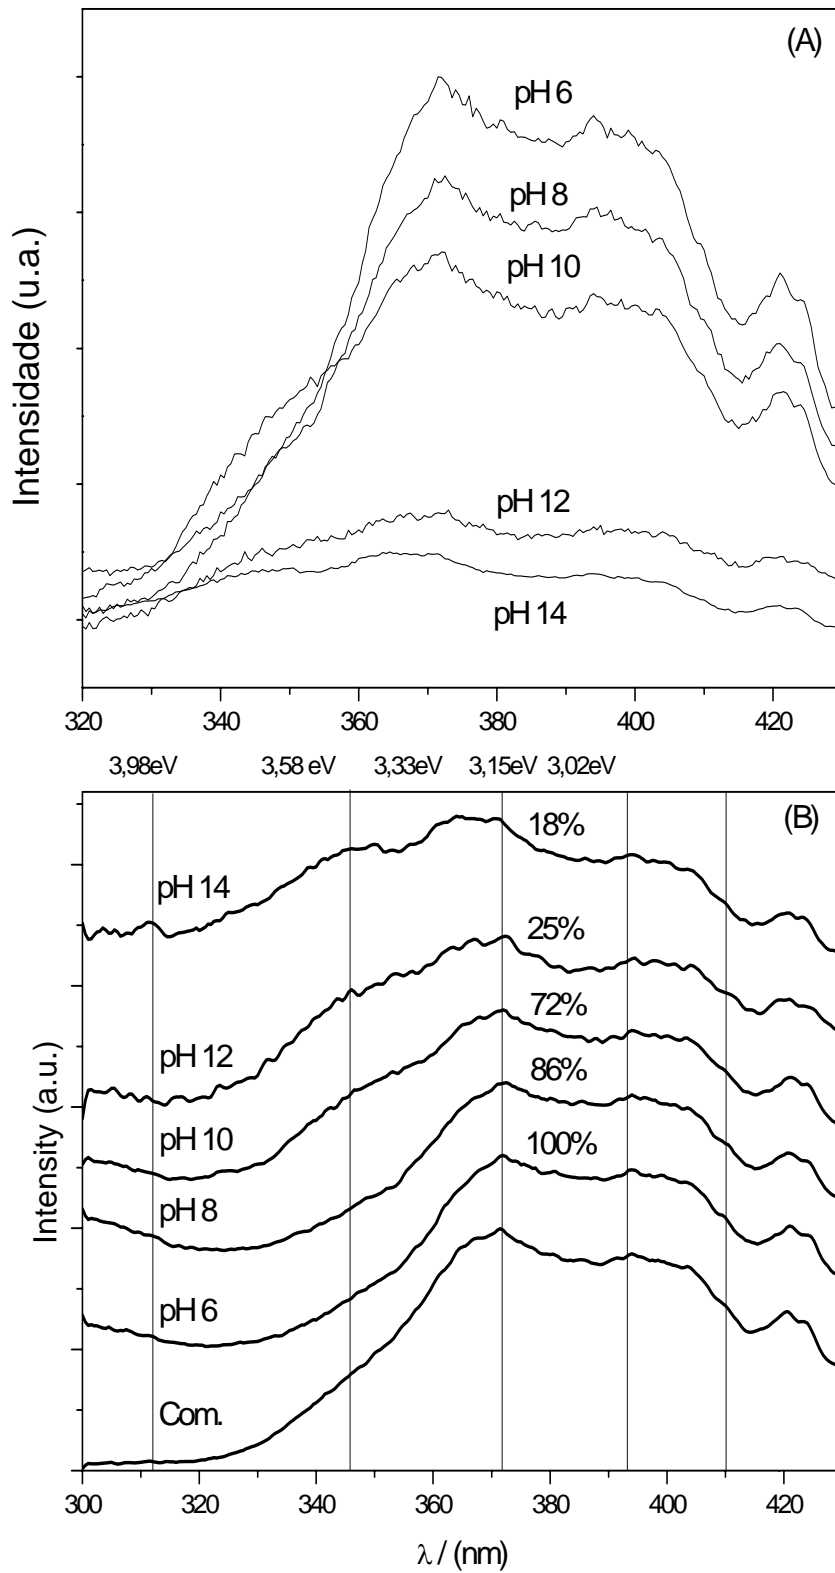 (A)
pH 6
pH 8
pH 10
pH 12
pH 14
Intensidade (u.a.)
320 340 360 380 400 420
3,98eV 3,58 eV 3,33eV 3,15eV 3,02eV
(B)
18%
pH 14
25%
72%
pH 12
86%
pH 10
100%
pH 8
pH 6
Com.
Intensity (a.u.)
300 320 340 360 380 400 420
λ / (nm)